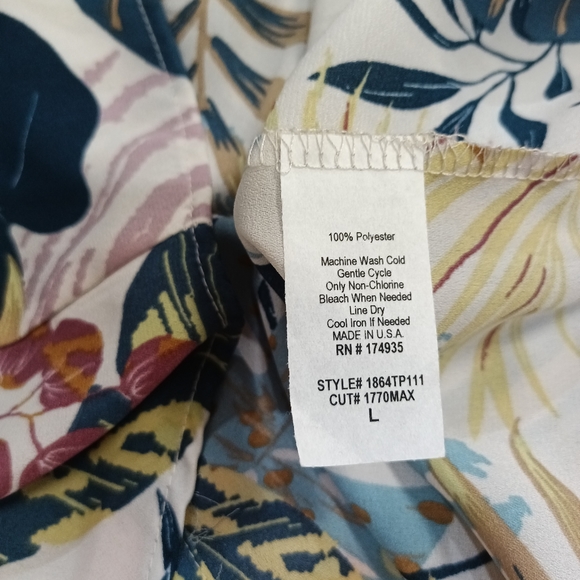 100% Polyester
Machine Wash Cold
Gentle Cycle
Only Non-Chlorine
Bleach When Needed
Line Dry
Cool Iron If Needed
MADE IN U.S.A.
RN # 174935
STYLE# 1864TP111
CUT# 1770MAX
L